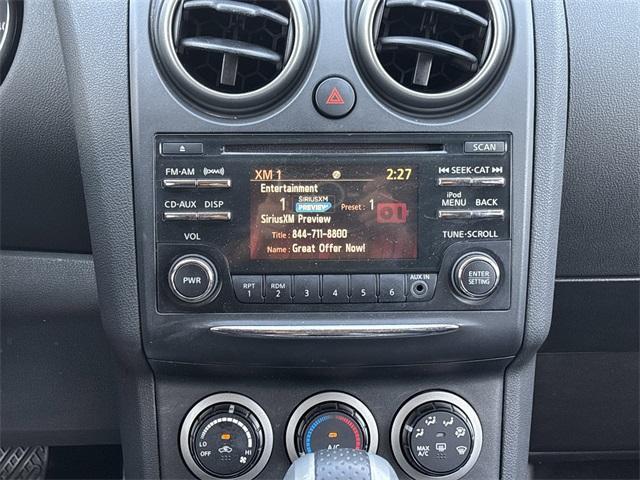 SCAN
FM·AM
XM
XM 1
2:27
SEEK·CAT
Entertainment
1 SIRIUSXM PREVIEW Preset: 1
SiriusXM Preview
Title : 844-711-8800
Name : Great Offer Now!
CD·AUX DISP
iPod MENU BACK
VOL
TUNE·SCROLL
PWR
RPT 1
RDM 2
3
4
5
6
AUX IN
ENTER SETTING
LO
HI
OFF
A/C
MAX A/C